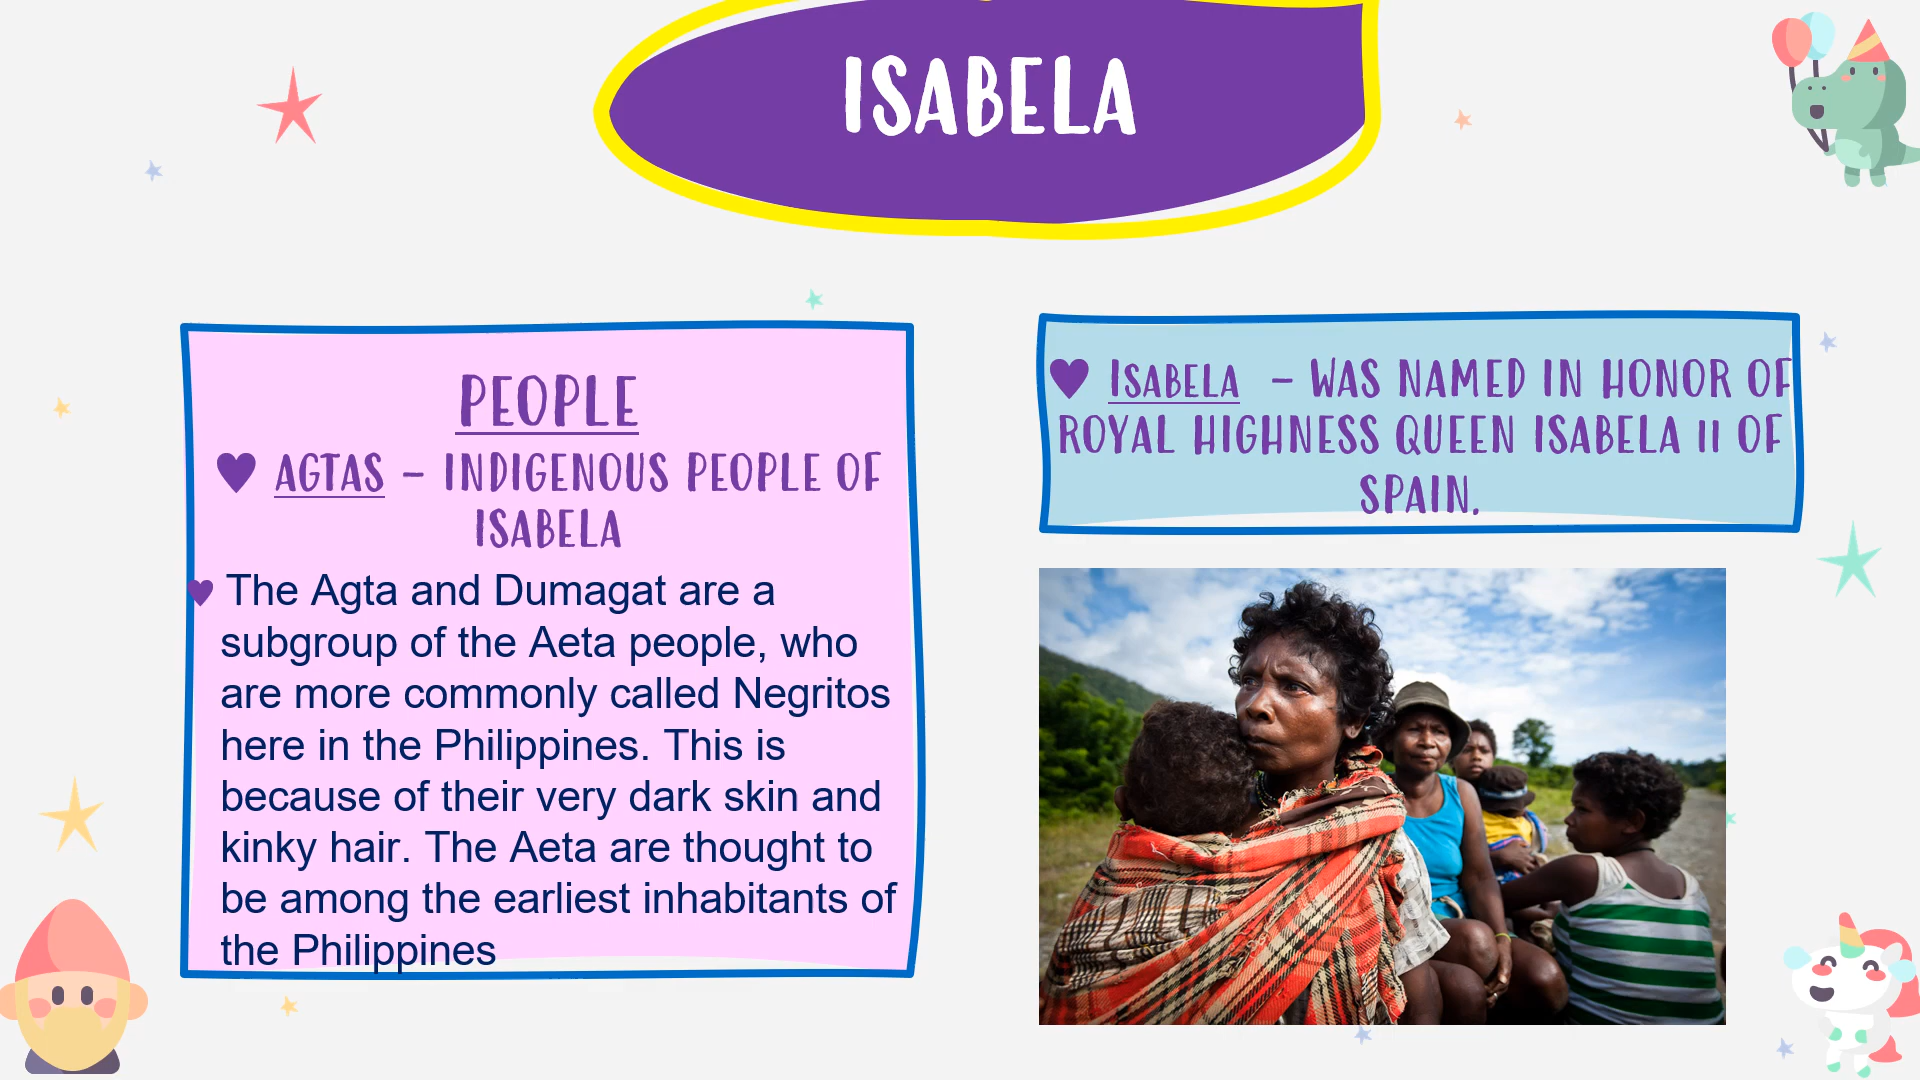 ISABELA
PEOPLE
♥ AGTAS – INDIGENOUS PEOPLE OF
ISABELA
♥ The Agta and Dumagat are a
subgroup of the Aeta people, who
are more commonly called Negritos
here in the Philippines. This is
because of their very dark skin and
kinky hair. The Aeta are thought to
be among the earliest inhabitants of
the Philippines
♥ ISABELA – WAS NAMED IN HONOR OF
ROYAL HIGHNESS QUEEN ISABELA II OF
SPAIN.